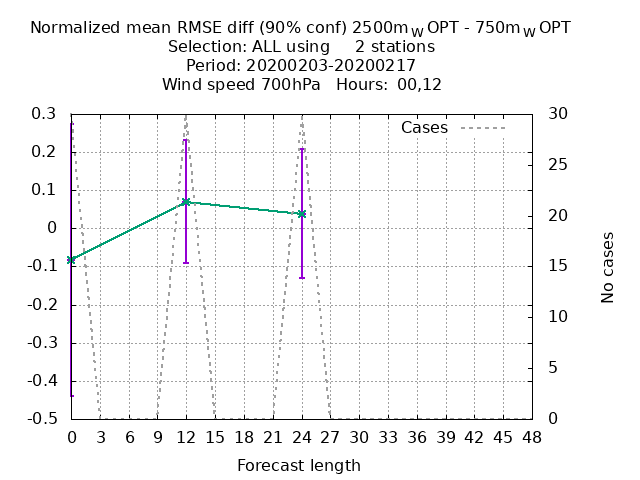 Normalized mean RMSE diff (90% conf) 2500m_W OPT - 750m_W OPT
Selection: ALL using 2 stations
Period: 20200203-20200217
Wind speed 700hPa Hours: 00,12
Cases
0.3
0.2
0.1
0
-0.1
-0.2
-0.3
-0.4
-0.5
30
25
20
15
10
5
0
No cases
0 3 6 9 12 15 18 21 24 27 30 33 36 39 42 45 48
Forecast length